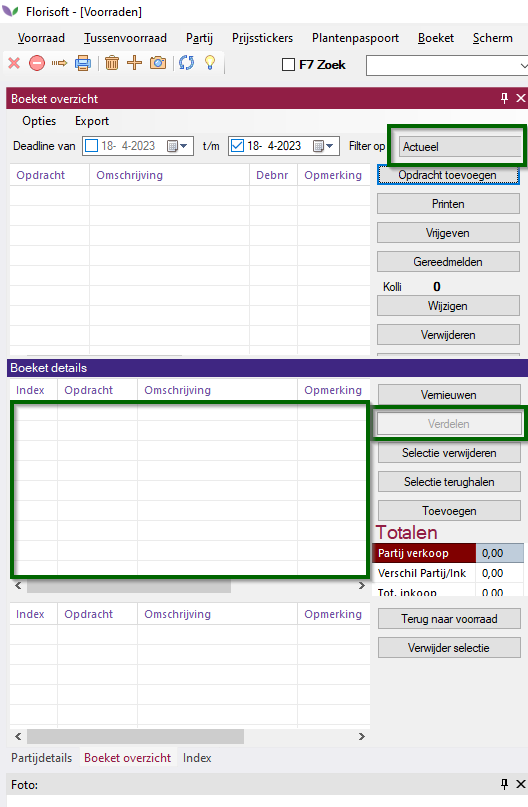 Florisoft - [Voorraden]
Voorraad Tussenvoorraad Partij Prijsstickers Plantenpaspoort Boeket Scherm
F7 Zoek
Boeket overzicht
Opties Export
Deadline van 18- 4-2023 t/m 18- 4-2023 Filter op Actueel
Opdracht Omschrijving Debnr Opmerking
Opdracht toevoegen
Printen
Vrijgeven
Gereedmelden
Kolli 0
Wijzigen
Verwijderen
Boeket details
Index Opdracht Omschrijving Opmerking
Vernieuwen
Verdelen
Selectie verwijderen
Selectie terughalen
Toevoegen
Totalen
Partij verkoop 0,00
Verschil Partij/Ink 0,00
Tot. inkoop 0,00
Index Opdracht Omschrijving Opmerking
Terug naar voorraad
Verwijder selectie
Partijdetails Boeket overzicht Index
Foto: